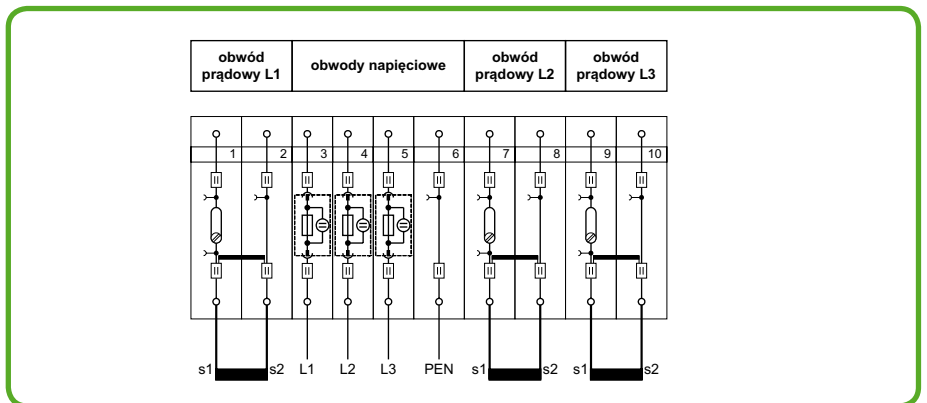 obwód prądowy L1
obwody napięciowe
obwód prądowy L2
obwód prądowy L3
1 2 3 4 5 6 7 8 9 10
s1 s2 L1 L2 L3 PEN s1 s2 s1 s2